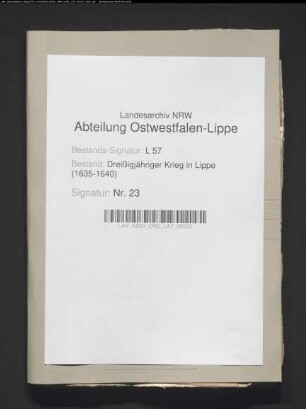 Landesarchiv NRW
Abteilung Ostwestfalen-Lippe
Bestands-Signatur: L 57
Bestand: Dreißigjähriger Krieg in Lippe
(1635-1640)
Signatur: Nr. 23